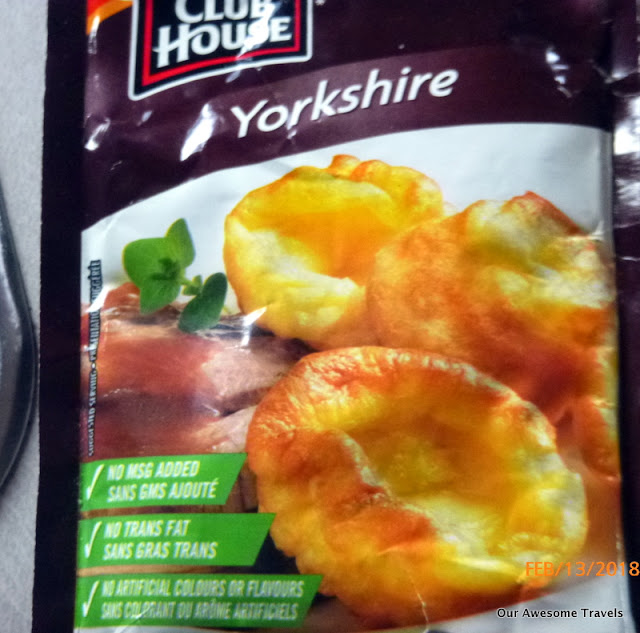 CLUB
HOUSE
Yorkshire
NO MSG ADDED
SANS GMS AJOUTÉ
NO TRANS FAT
SANS GRAS TRANS
NO ARTIFICIAL COLOURS OR FLAVOURS
SANS COLORANT OU ARÔME ARTIFICIELS
FEB/13/2018
Our Awesome Travels